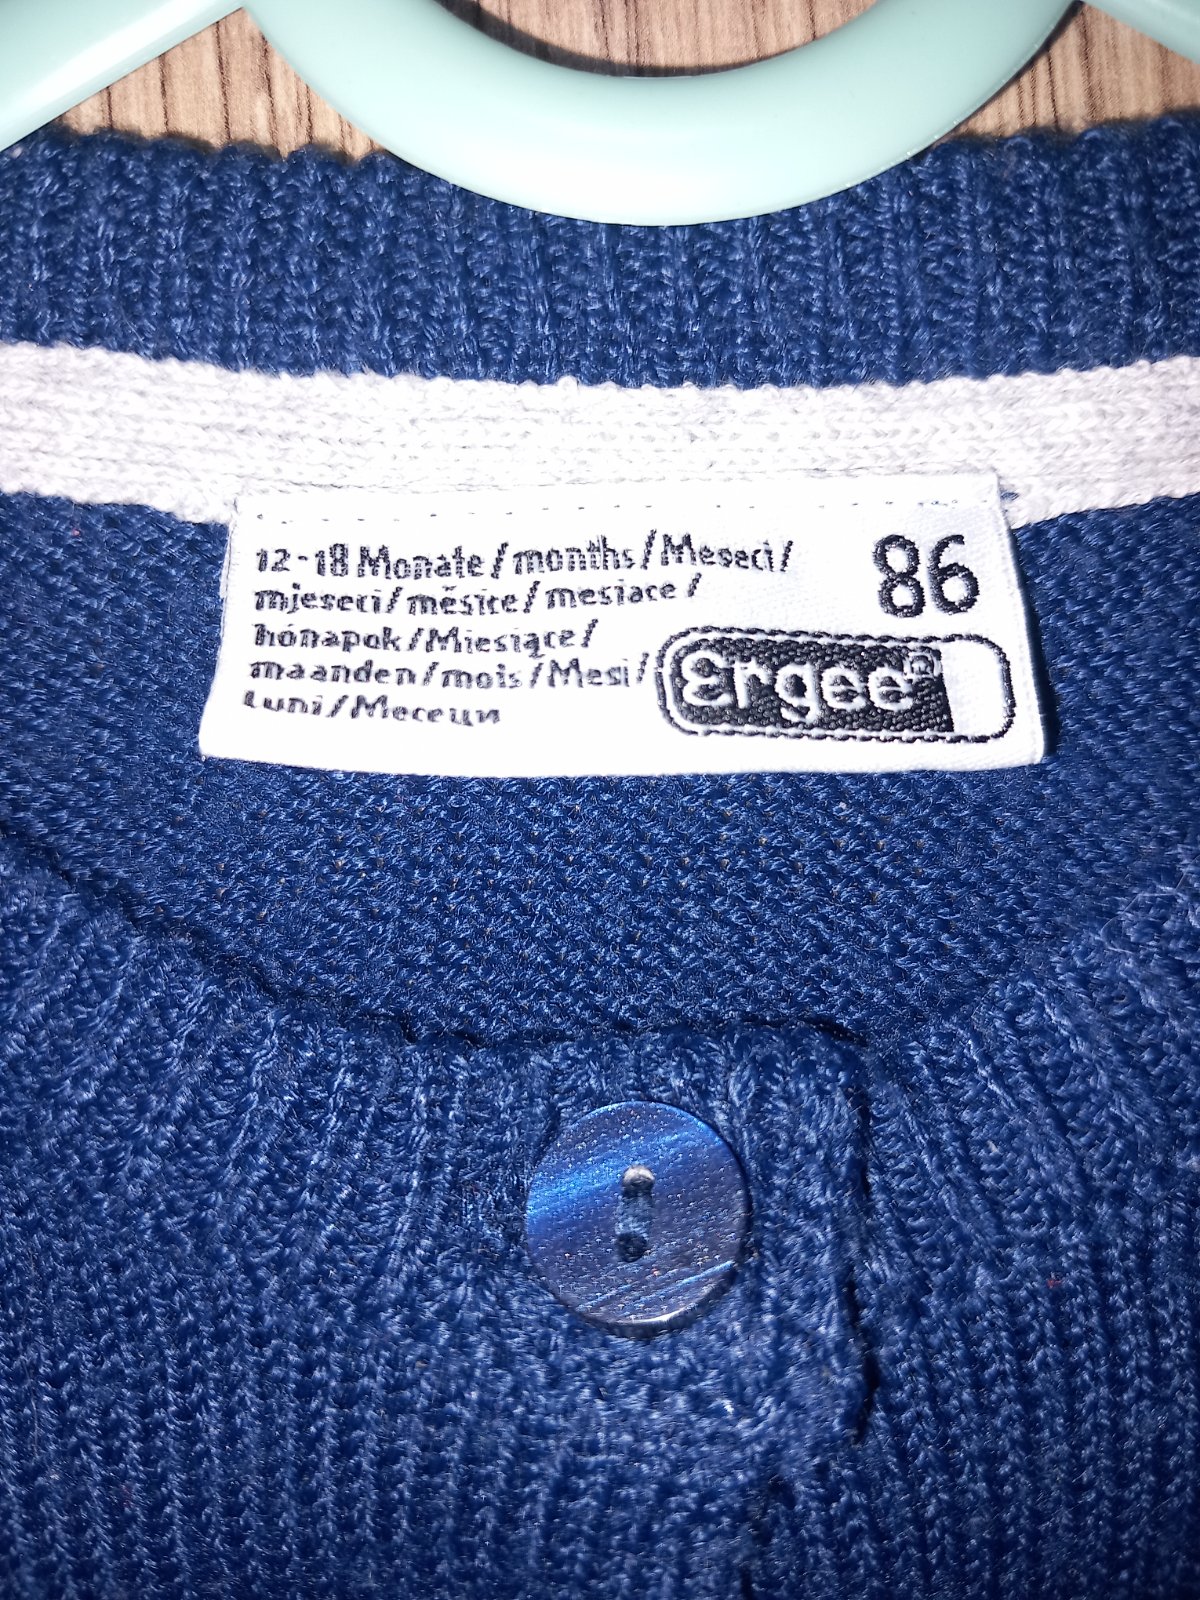 12-18 Monate/months/Meseci/
mjeseci/měsíce/mesiace/
hónapok/Miesiące/
maanden/mois/Mesi/
Luni/Месеци
86
Ergee®